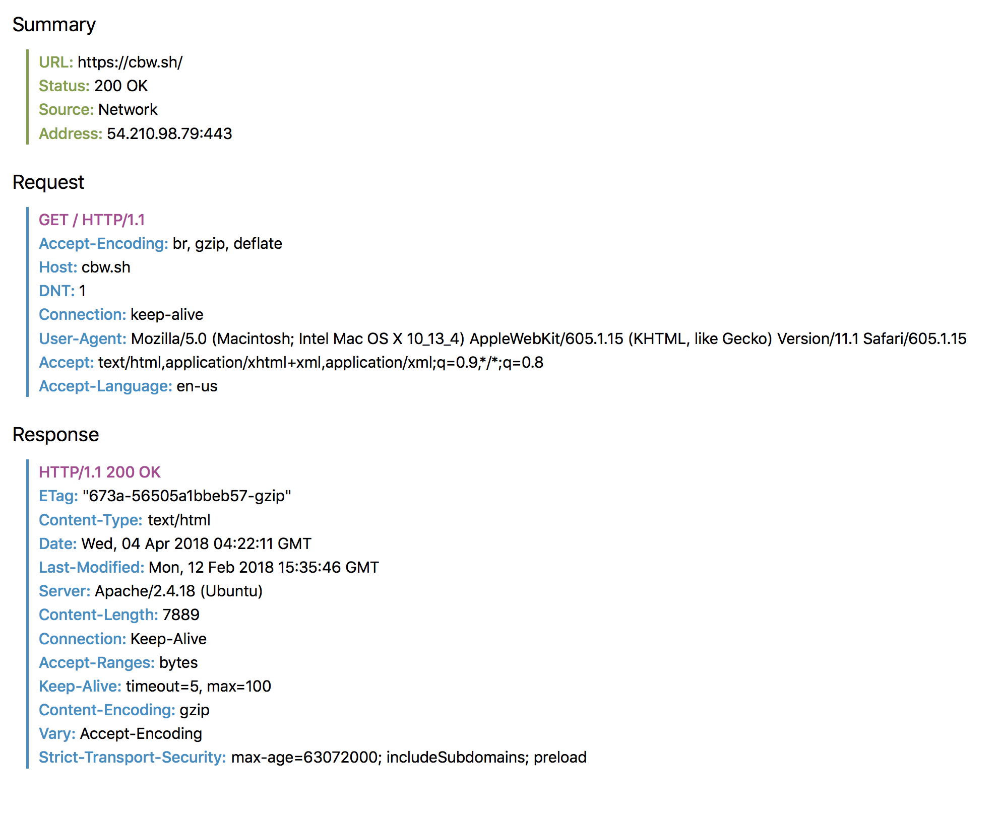 Summary
URL: https://cbw.sh/
Status: 200 OK
Source: Network
Address: 54.210.98.79:443
Request
GET / HTTP/1.1
Accept-Encoding: br, gzip, deflate
Host: cbw.sh
DNT: 1
Connection: keep-alive
User-Agent: Mozilla/5.0 (Macintosh; Intel Mac OS X 10_13_4) AppleWebKit/605.1.15 (KHTML, like Gecko) Version/11.1 Safari/605.1.15
Accept: text/html,application/xhtml+xml,application/xml;q=0.9,*/*;q=0.8
Accept-Language: en-us
Response
HTTP/1.1 200 OK
ETag: "673a-56505a1bbeb57-gzip"
Content-Type: text/html
Date: Wed, 04 Apr 2018 04:22:11 GMT
Last-Modified: Mon, 12 Feb 2018 15:35:46 GMT
Server: Apache/2.4.18 (Ubuntu)
Content-Length: 7889
Connection: Keep-Alive
Accept-Ranges: bytes
Keep-Alive: timeout=5, max=100
Content-Encoding: gzip
Vary: Accept-Encoding
Strict-Transport-Security: max-age=63072000; includeSubdomains; preload